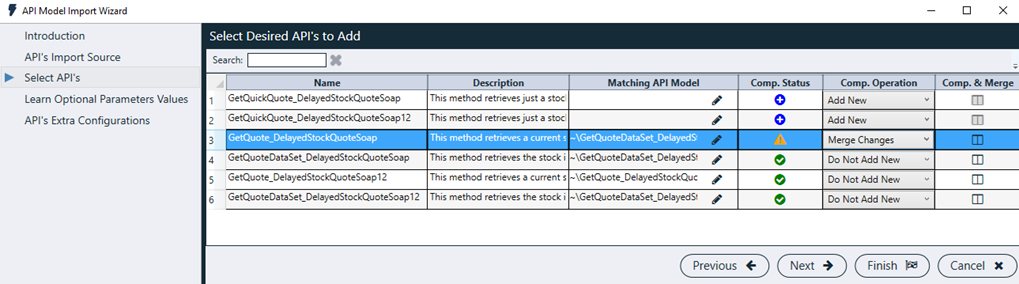 API Model Import Wizard
Introduction
API's Import Source
Select API's
Learn Optional Parameters Values
API's Extra Configurations
Select Desired API's to Add
Search:
Name Description Matching API Model Comp. Status Comp. Operation Comp. & Merge
1 GetQuickQuote_DelayedStockQuoteSoap This method retrieves just a stoc Add New
2 GetQuickQuote_DelayedStockQuoteSoap12 This method retrieves just a stoc Add New
3 GetQuote_DelayedStockQuoteSoap This method retrieves a current s ~\GetQuoteDataSet_DelayedSt Merge Changes
4 GetQuoteDataSet_DelayedStockQuoteSoap This method retrieves the stock i ~\GetQuoteDataSet_DelayedSt Do Not Add New
5 GetQuote_DelayedStockQuoteSoap12 This method retrieves a current s ~\GetQuote_DelayedStockQuc Do Not Add New
6 GetQuoteDataSet_DelayedStockQuoteSoap12 This method retrieves the stock i ~\GetQuoteDataSet_DelayedSt Do Not Add New
Previous Next Finish Cancel